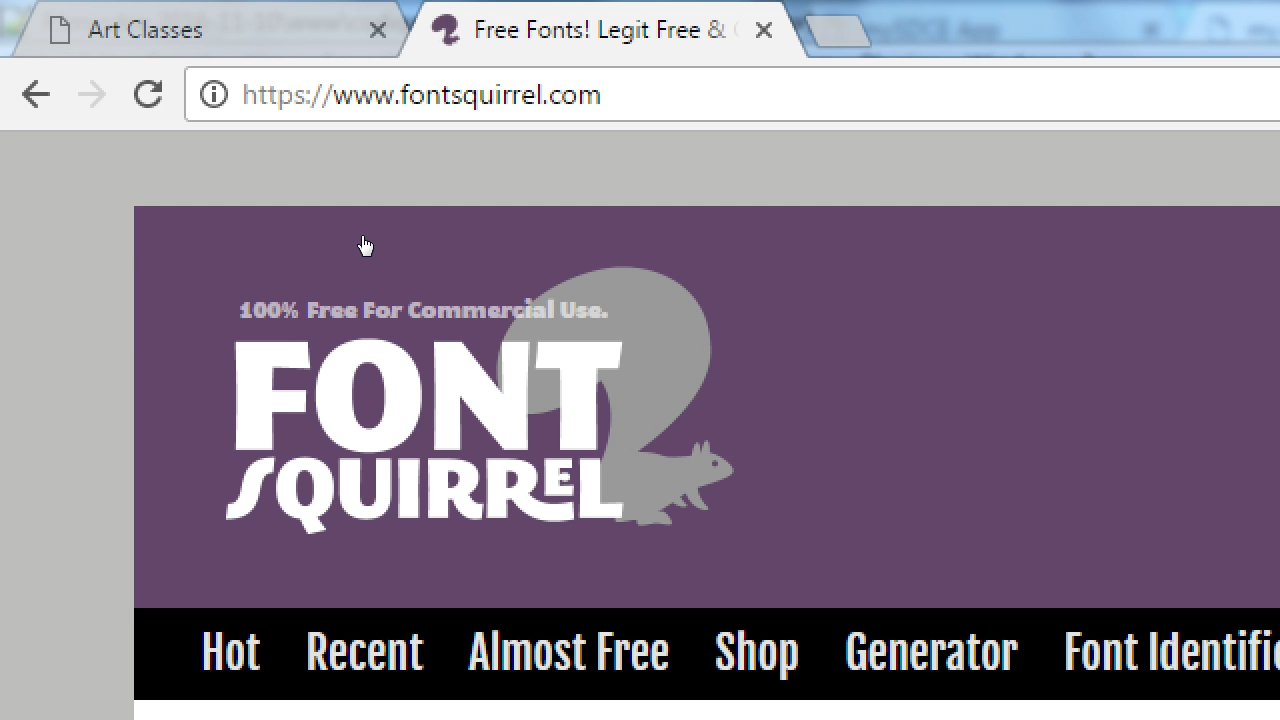 Art Classes
Free Fonts! Legit Free &
https://www.fontsquirrel.com
100% Free For Commercial Use.
FONT
SQUIRREL
Hot Recent Almost Free Shop Generator Font